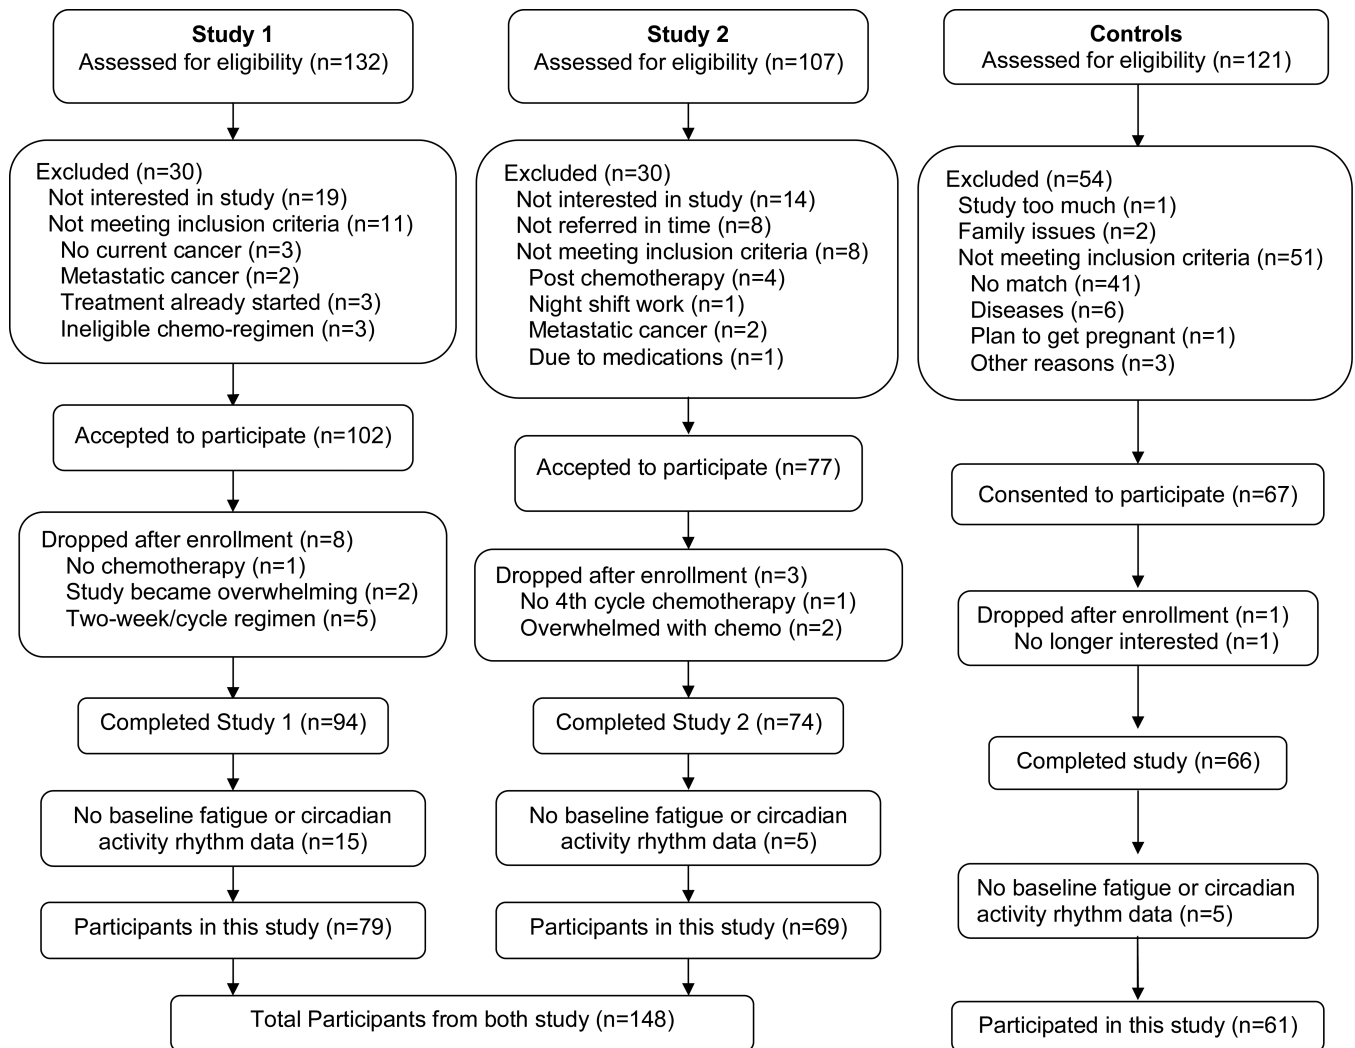 Study 1
Assessed for eligibility (n=132)
Excluded (n=30)
Not interested in study (n=19)
Not meeting inclusion criteria (n=11)
No current cancer (n=3)
Metastatic cancer (n=2)
Treatment already started (n=3)
Ineligible chemo-regimen (n=3)
Accepted to participate (n=102)
Dropped after enrollment (n=8)
No chemotherapy (n=1)
Study became overwhelming (n=2)
Two-week/cycle regimen (n=5)
Completed Study 1 (n=94)
No baseline fatigue or circadian
activity rhythm data (n=15)
Participants in this study (n=79)
Study 2
Assessed for eligibility (n=107)
Excluded (n=30)
Not interested in study (n=14)
Not referred in time (n=8)
Not meeting inclusion criteria (n=8)
Post chemotherapy (n=4)
Night shift work (n=1)
Metastatic cancer (n=2)
Due to medications (n=1)
Accepted to participate (n=77)
Dropped after enrollment (n=3)
No 4th cycle chemotherapy (n=1)
Overwhelmed with chemo (n=2)
Completed Study 2 (n=74)
No baseline fatigue or circadian
activity rhythm data (n=5)
Participants in this study (n=69)
Total Participants from both study (n=148)
Controls
Assessed for eligibility (n=121)
Excluded (n=54)
Study too much (n=1)
Family issues (n=2)
Not meeting inclusion criteria (n=51)
No match (n=41)
Diseases (n=6)
Plan to get pregnant (n=1)
Other reasons (n=3)
Consented to participate (n=67)
Dropped after enrollment (n=1)
No longer interested (n=1)
Completed study (n=66)
No baseline fatigue or circadian
activity rhythm data (n=5)
Participated in this study (n=61)